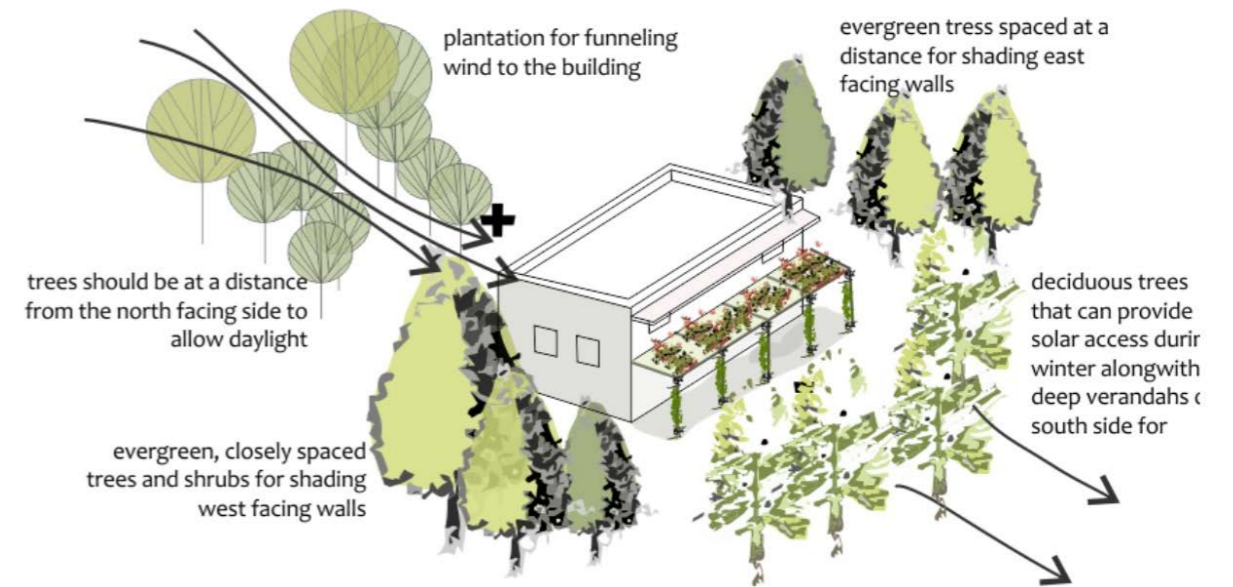 plantation for funneling
wind to the building
evergreen tress spaced at a
distance for shading east
facing walls
trees should be at a distance
from the north facing side to
allow daylight
deciduous trees
that can provide
solar access durin
winter alongwith
deep verandahs
south side for
evergreen, closely spaced
trees and shrubs for shading
west facing walls